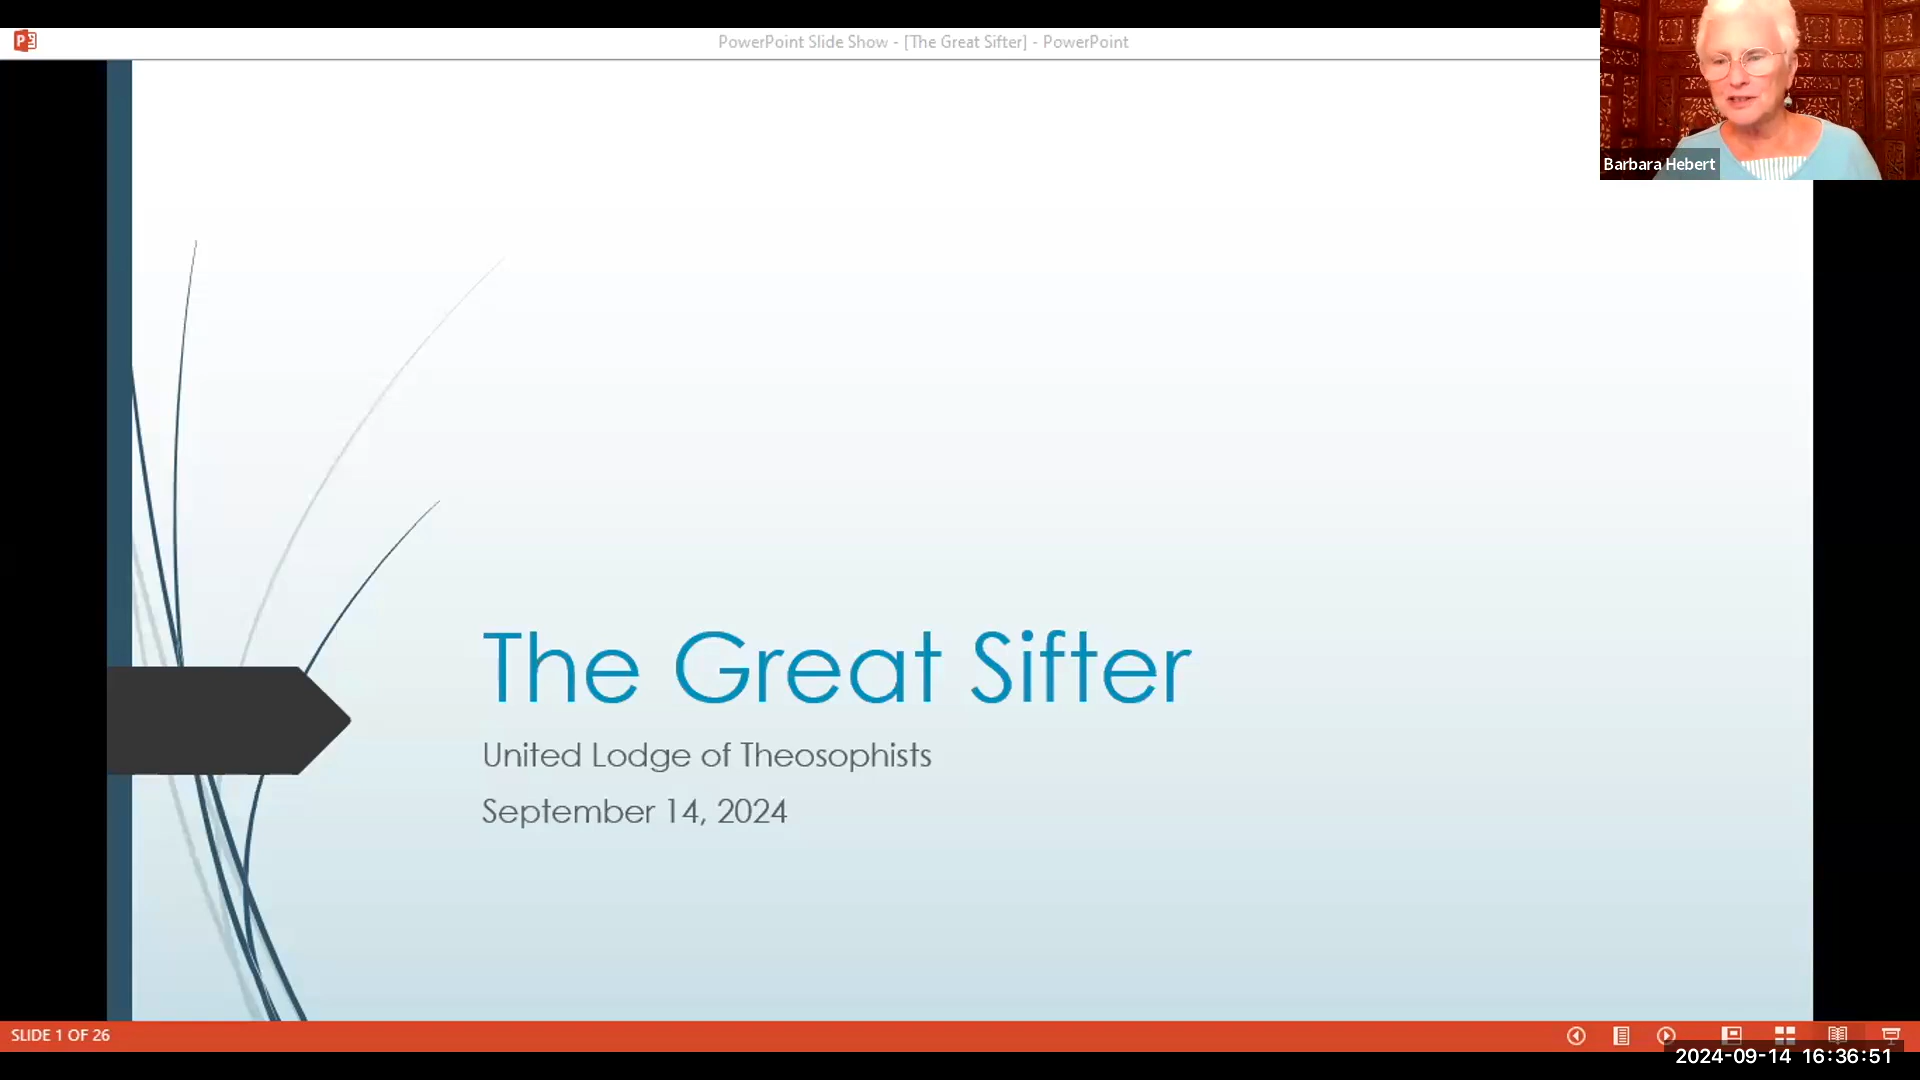 PowerPoint Slide Show - [The Great Sifter] - PowerPoint
Barbara Hebert
The Great Sifter
United Lodge of Theosophists
September 14, 2024
SLIDE 1 OF 26
2024-09-14 16:36:51